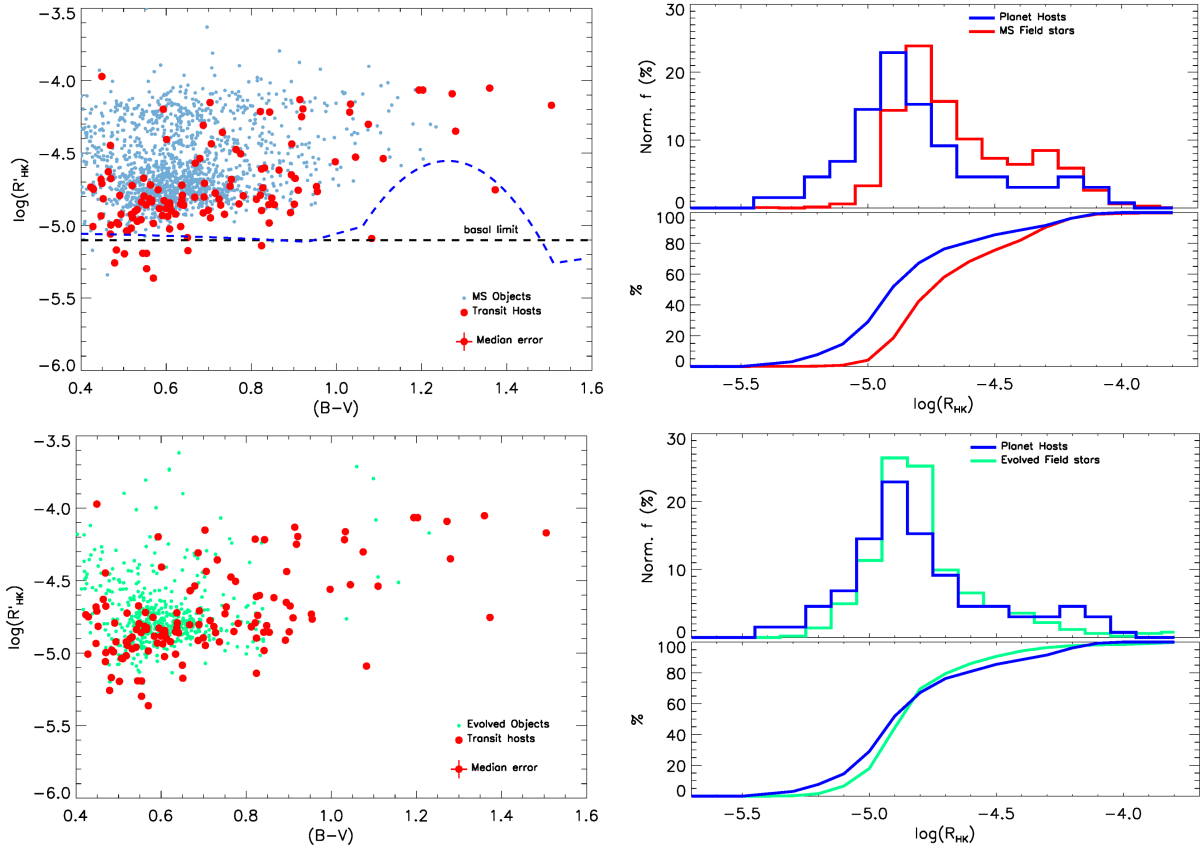 −3.5
−4.0
−4.5
−5.0
−5.5
−6.0
log(R'HK)
basal limit
MS Objects
Transit Hosts
Median error
0.4 0.6 0.8 1.0 1.2 1.4 1.6
(B−V)
30
20
10
0
Norm. f (%)
Planet Hosts
MS Field stars
100
80
60
40
20
0
%
−5.5 −5.0 −4.5 −4.0
log(RHK)
−3.5
−4.0
−4.5
−5.0
−5.5
−6.0
log(R'HK)
Evolved Objects
Transit hosts
Median error
0.4 0.6 0.8 1.0 1.2 1.4 1.6
(B−V)
30
20
10
0
Norm. f (%)
Planet Hosts
Evolved Field stars
100
80
60
40
20
0
%
−5.5 −5.0 −4.5 −4.0
log(RHK)